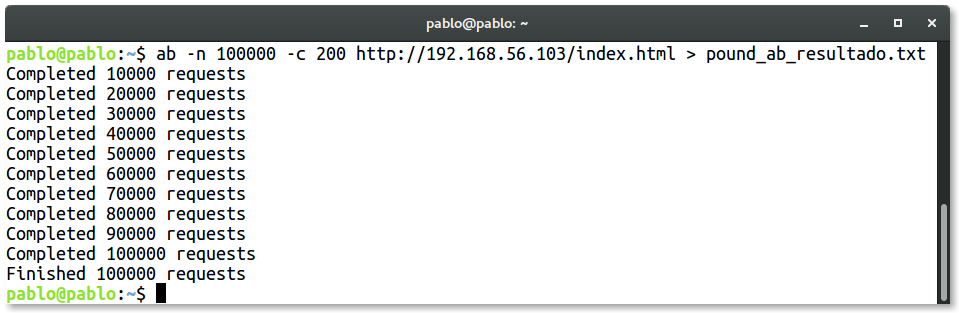 pablo@pablo: ~
pablo@pablo:~$ ab -n 100000 -c 200 http://192.168.56.103/index.html > pound_ab_resultado.txt
Completed 10000 requests
Completed 20000 requests
Completed 30000 requests
Completed 40000 requests
Completed 50000 requests
Completed 60000 requests
Completed 70000 requests
Completed 80000 requests
Completed 90000 requests
Completed 100000 requests
Finished 100000 requests
pablo@pablo:~$